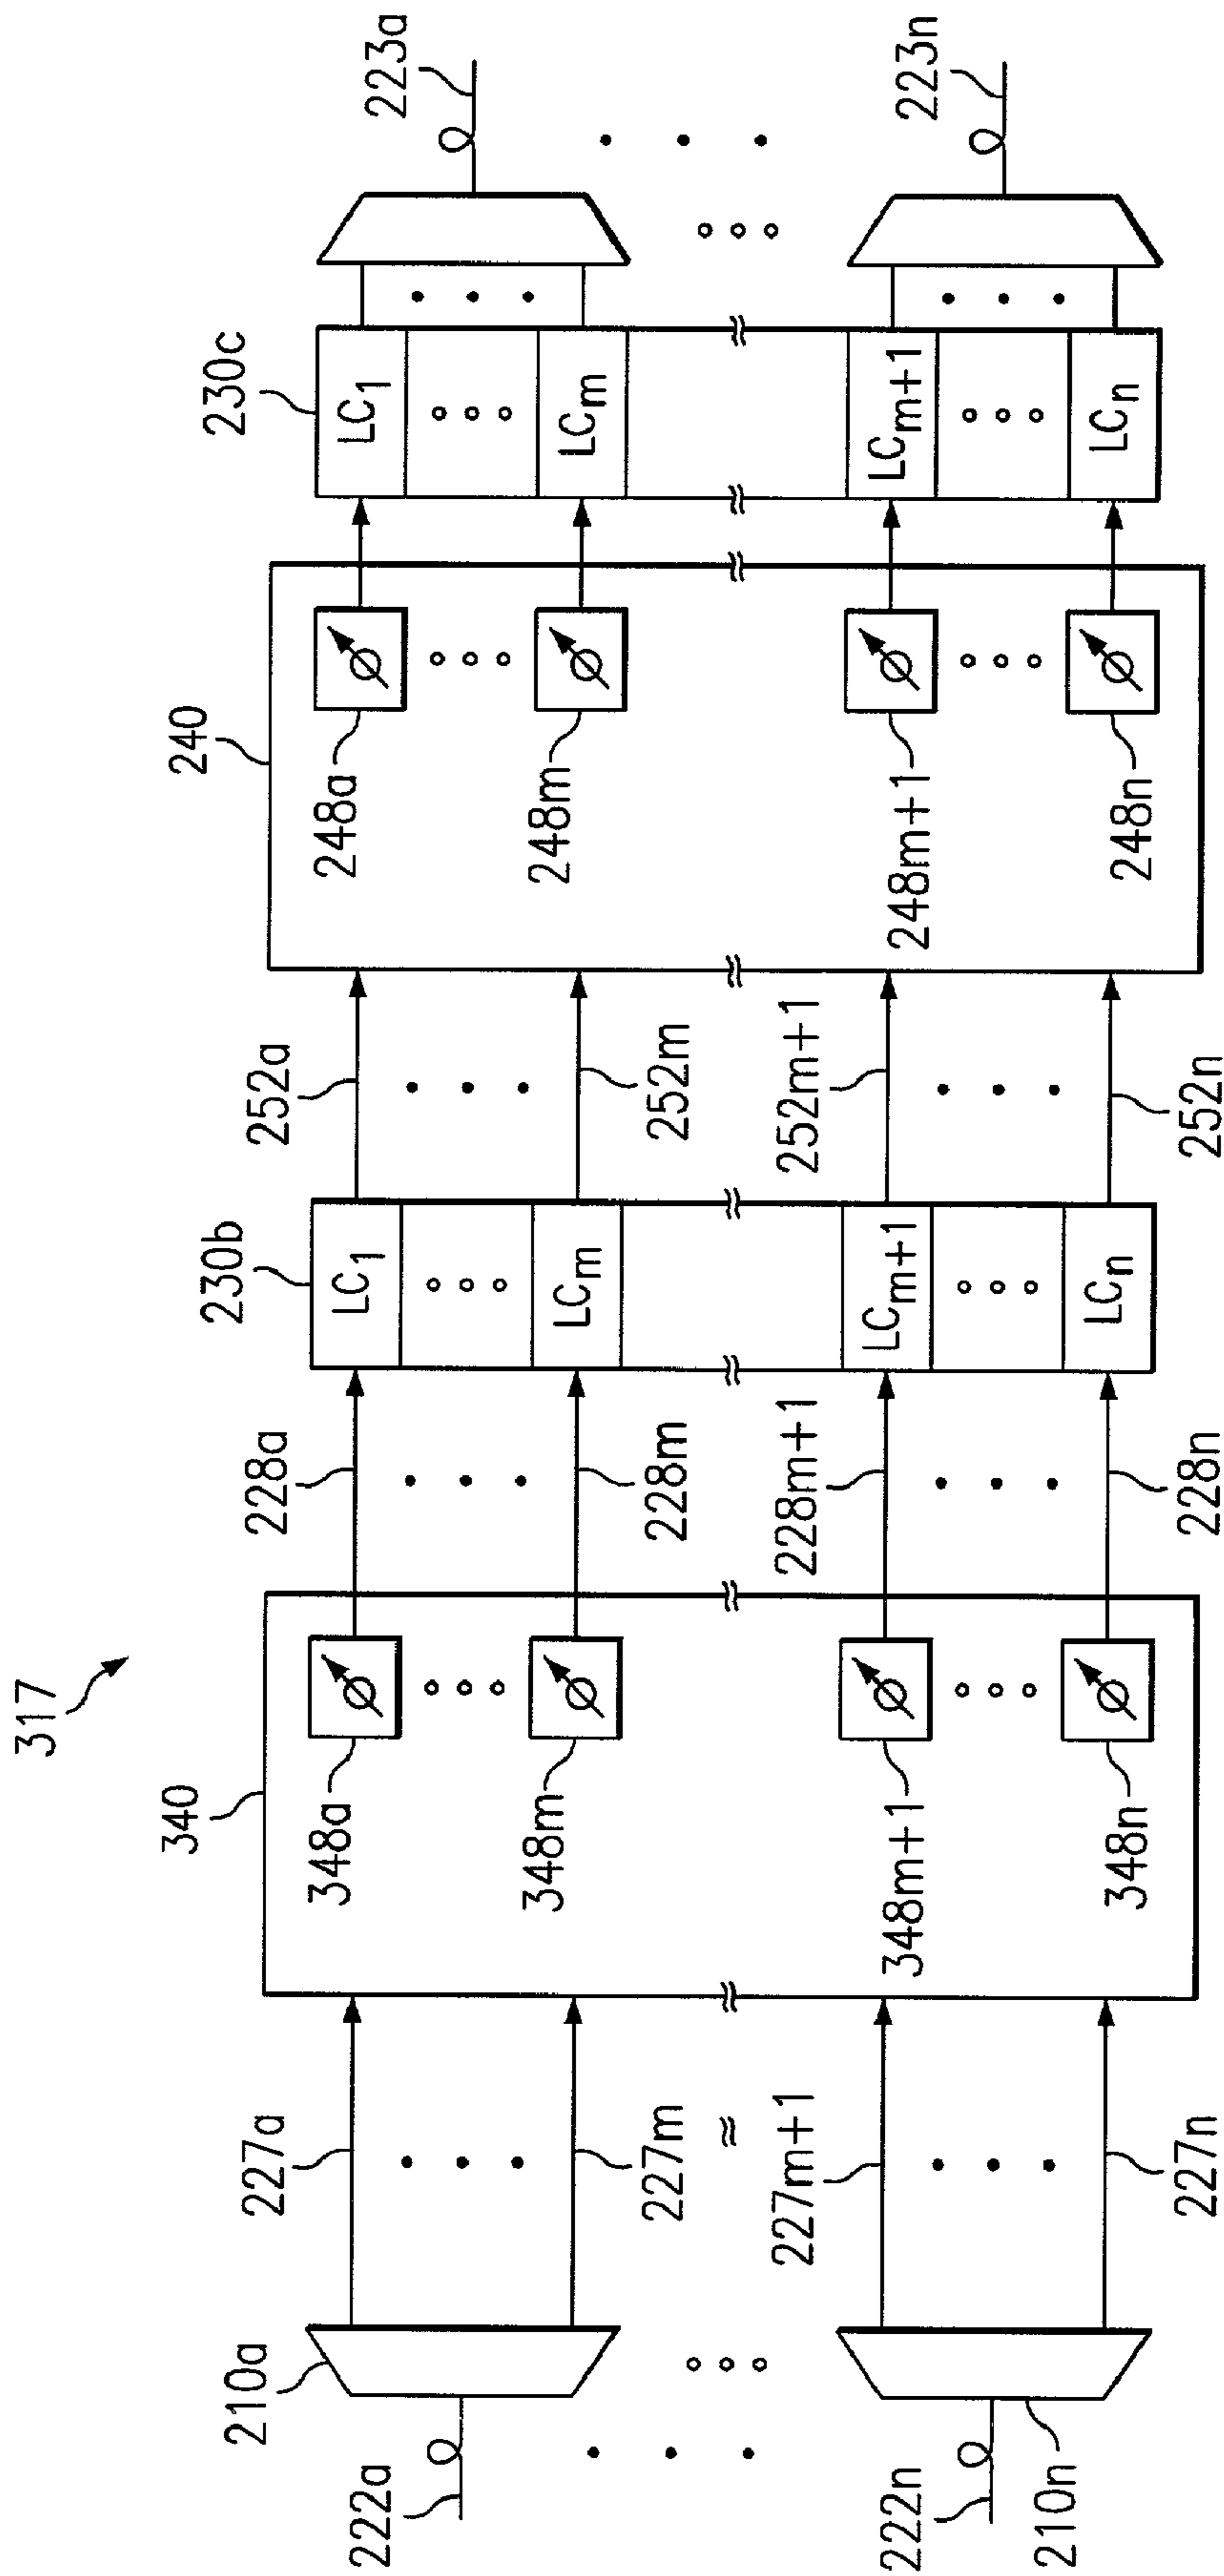 317
222a
210a
227a
227m
227m+1
227n
222n
210n
340
348a
348m
348m+1
348n
228a
228m
228m+1
228n
230b
LC1
LCm
LCm+1
LCn
252a
252m
252m+1
252n
240
248a
248m
248m+1
248n
230c
LC1
LCm
LCm+1
LCn
223a
223n